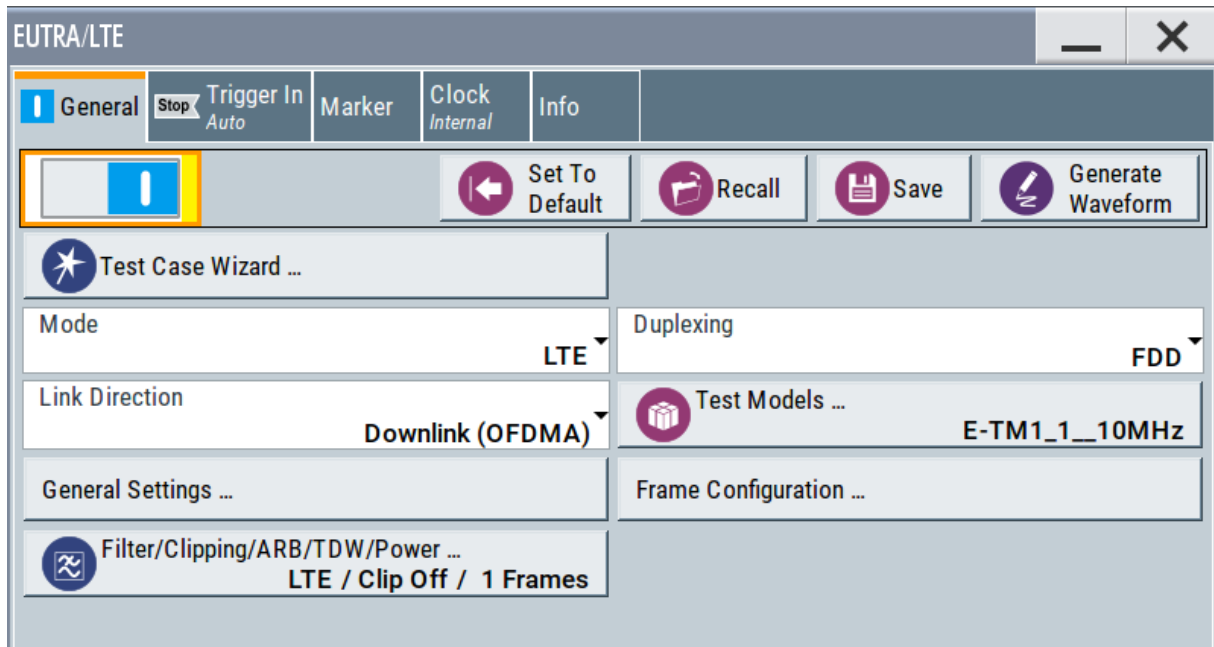 EUTRA/LTE
General
Stop
Trigger In
Auto
Marker
Clock
Internal
Info
Set To
Default
Recall
Save
Generate
Waveform
Test Case Wizard ...
Mode
LTE
Duplexing
FDD
Link Direction
Downlink (OFDMA)
Test Models ...
E-TM1_1__10MHz
General Settings ...
Frame Configuration ...
Filter/Clipping/ARB/TDW/Power ...
LTE / Clip Off / 1 Frames